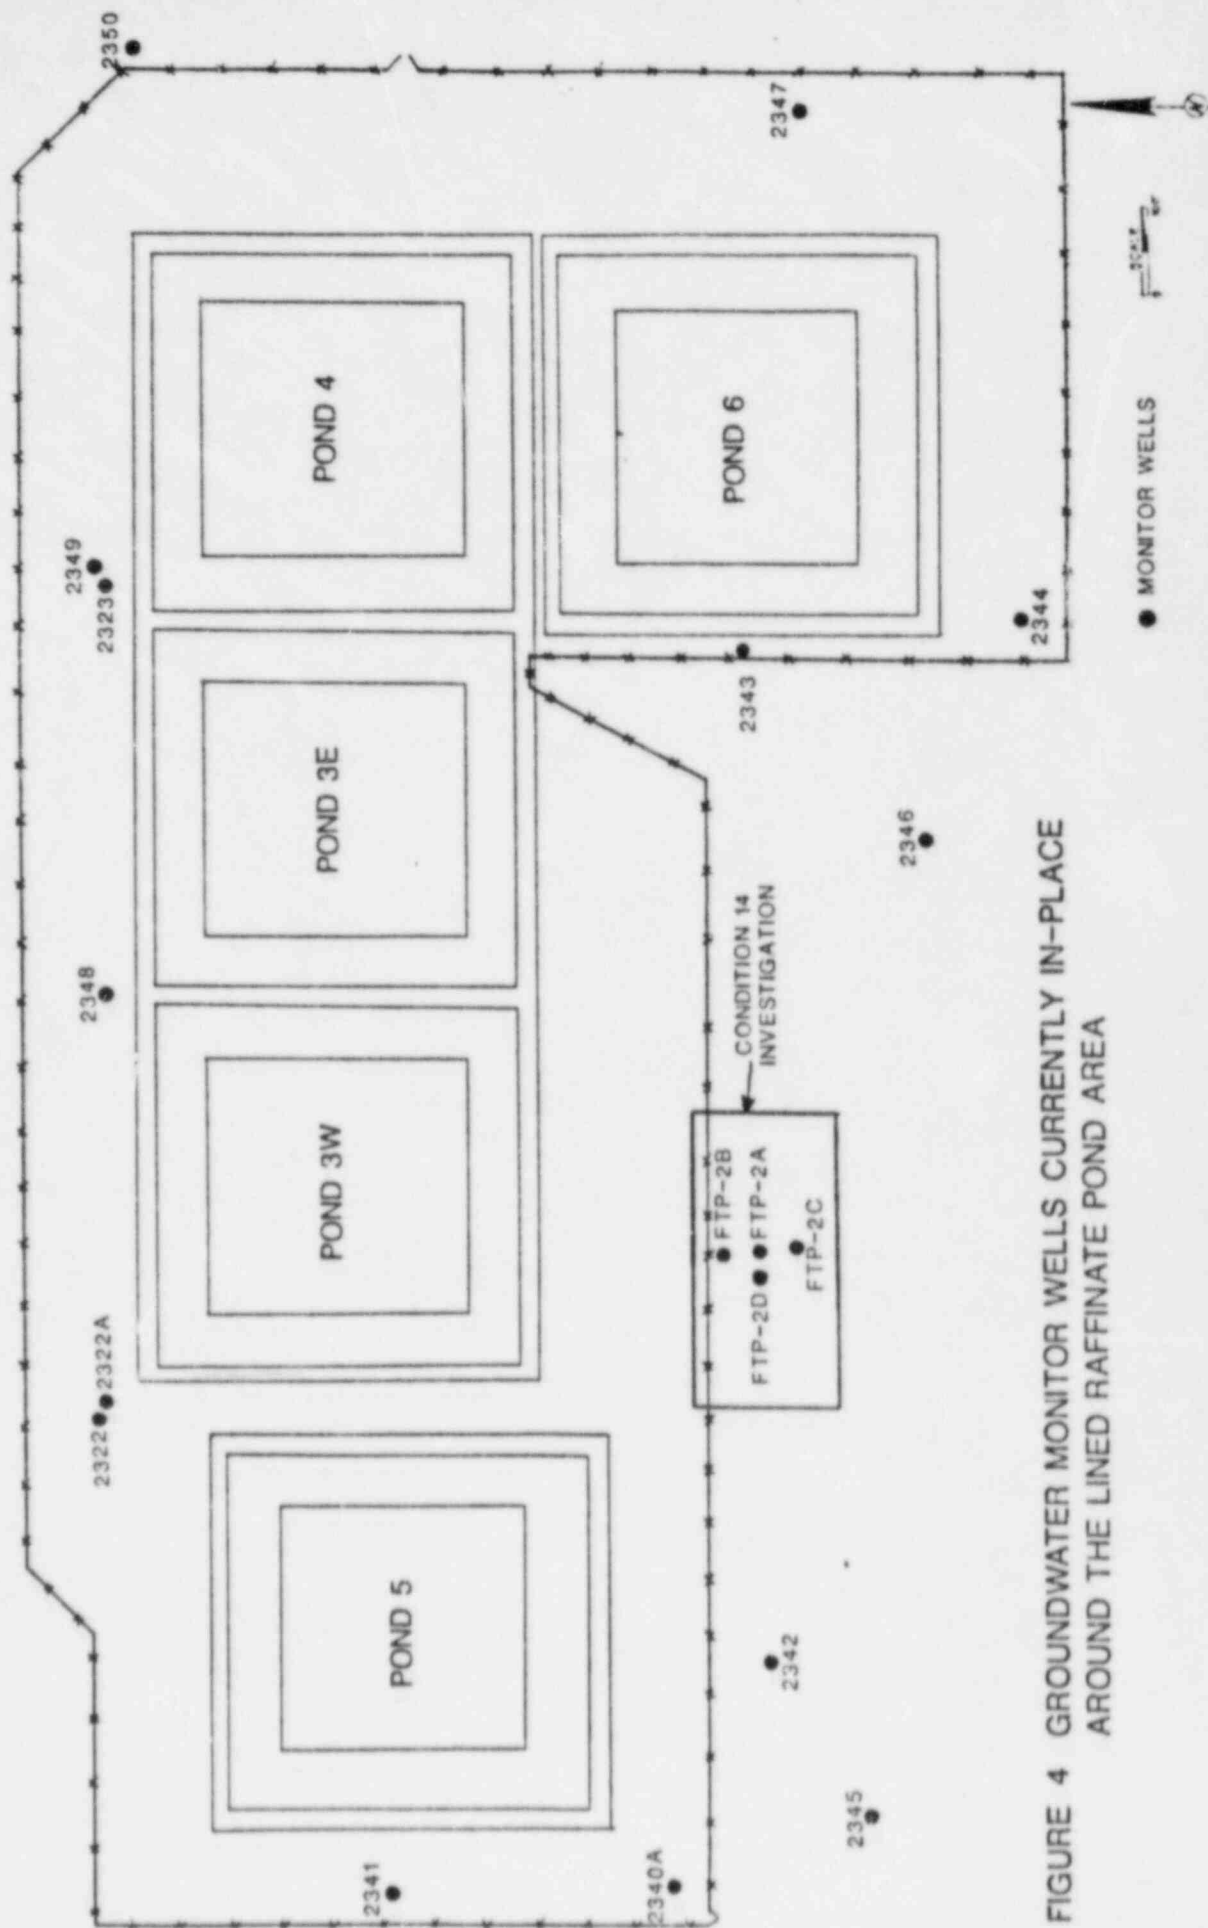 2350
2349
2323
2348
2322A
2322
POND 4
POND 3E
POND 3W
POND 5
POND 6
2347
2341
2340A
2343
2344
2346
2342
2345
CONDITION 14
INVESTIGATION
FTP-2B
FTP-2D
FTP-2A
FTP-2C
SCALE
N
MONITOR WELLS
FIGURE 4 GROUNDWATER MONITOR WELLS CURRENTLY IN-PLACE
AROUND THE LINED RAFFINATE POND AREA